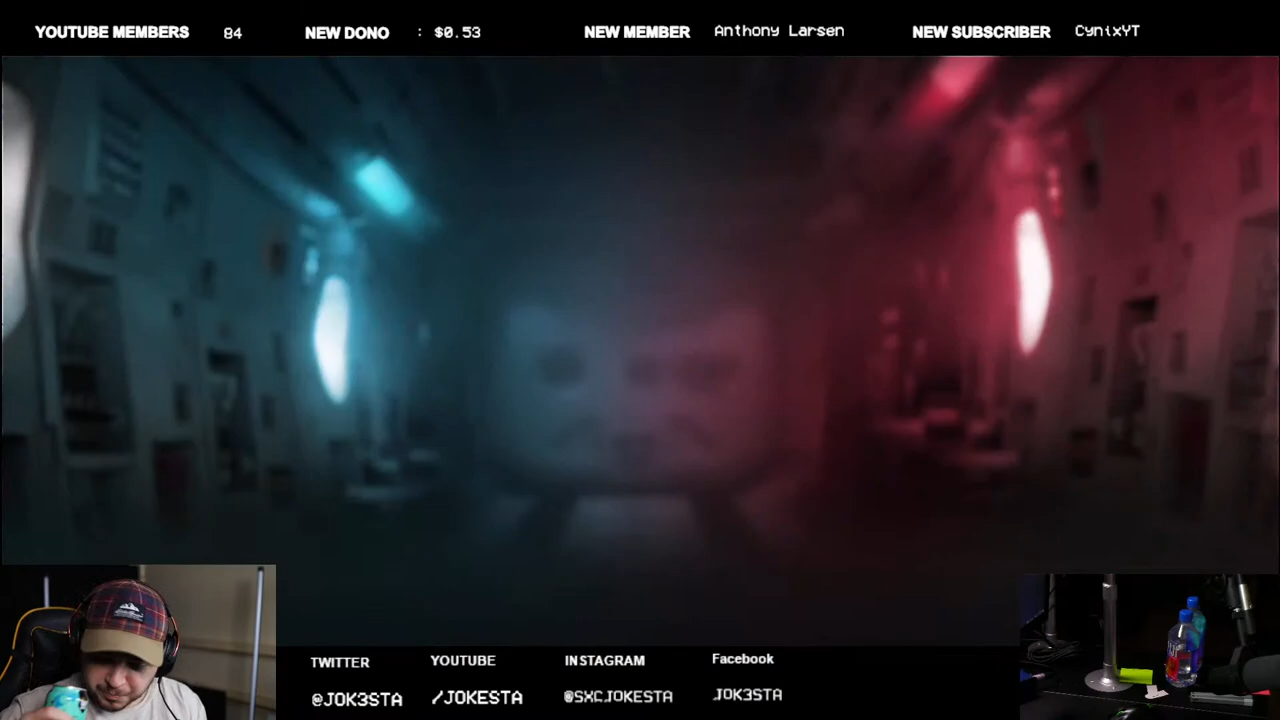 YOUTUBE MEMBERS 84 NEW DONO : $0.53 NEW MEMBER Anthony Larsen NEW SUBSCRIBER CynixYT
TWITTER YOUTUBE INSTAGRAM Facebook
@JOK3STA /JOKESTA @SXCJOKESTA JOK3STA